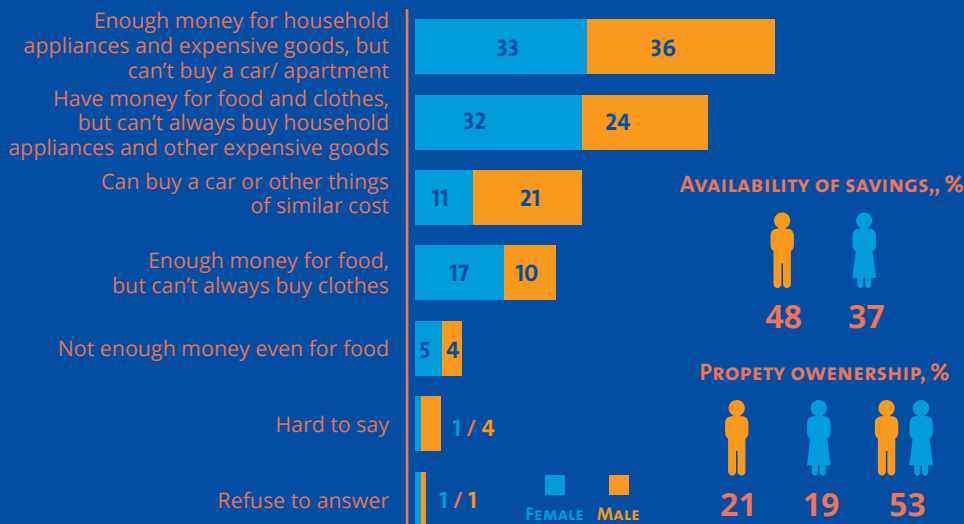 Enough money for household
appliances and expensive goods, but
can't buy a car/ apartment
33
36
Have money for food and clothes,
but can't always buy household
appliances and other expensive goods
32
24
Can buy a car or other things
of similar cost
11
21
Enough money for food,
but can't always buy clothes
17
10
Not enough money even for food
5
4
Hard to say
1 / 4
Refuse to answer
1 / 1
FEMALE
MALE
AVAILABILITY OF SAVINGS,, %
48
37
PROPETY OWENERSHIP, %
21
19
53